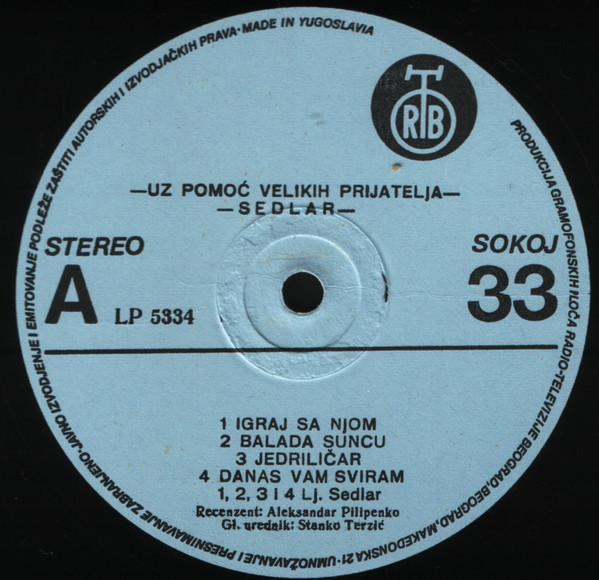 PRODUKCIJA GRAMOFONSKIH PLOČA RADIO-TELEVIZIJE BEOGRAD, BEOGRAD, MAKEDONSKA 21 · UMNOŽAVANJE I PRESNIMAVANJE ZABRANJENO · JAVNO IZVODJENJE I EMITOVANJE PODLEŽE ZAŠTITI AUTORSKIH I IZVODJAČKIH PRAVA · MADE IN YUGOSLAVIA
RTB
—UZ POMOĆ VELIKIH PRIJATELJA—
—SEDLAR—
STEREO
SOKOJ
A
LP 5334
33
1 IGRAJ SA NJOM
2 BALADA SUNCU
3 JEDRILIČAR
4 DANAS VAM SVIRAM
1, 2, 3 i 4 Lj. Sedlar
Recenzent: Aleksandar Pilipenko
Gl. urednik: Stanko Terzić